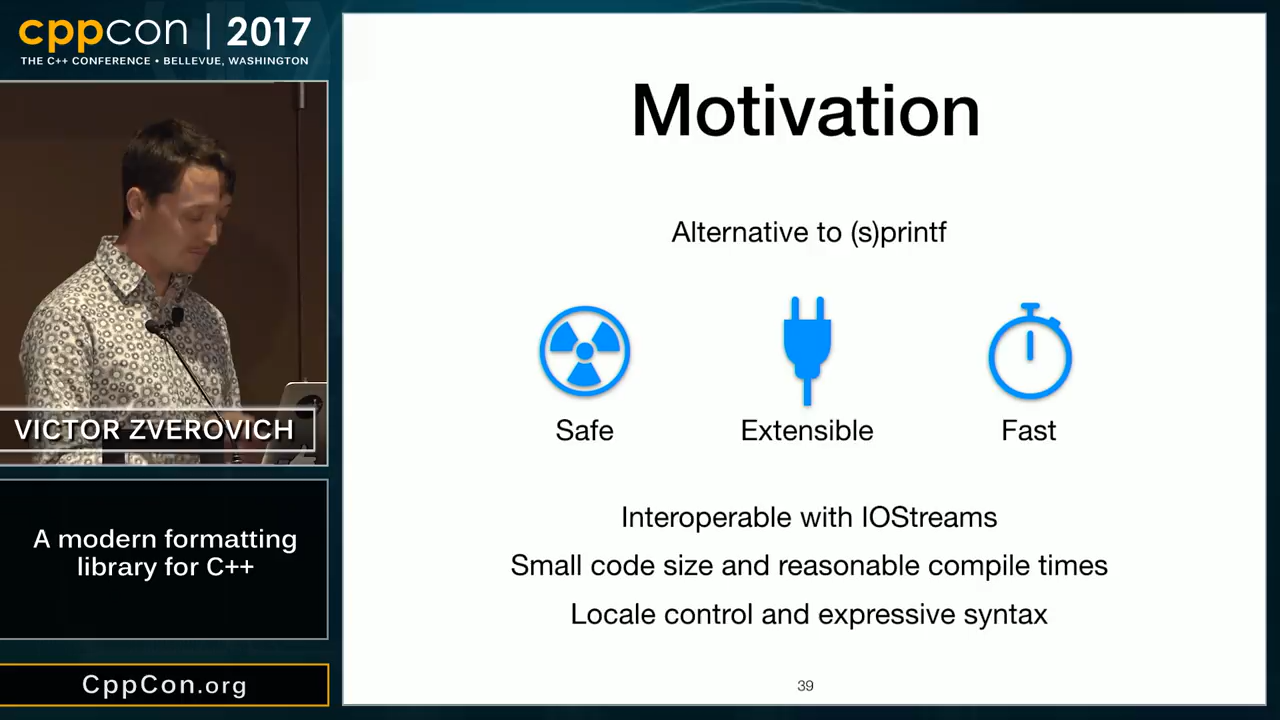 cppcon | 2017
THE C++ CONFERENCE • BELLEVUE, WASHINGTON
VICTOR ZVEROVICH
A modern formatting
library for C++
CppCon.org
Motivation
Alternative to (s)printf
Safe
Extensible
Fast
Interoperable with IOStreams
Small code size and reasonable compile times
Locale control and expressive syntax
39